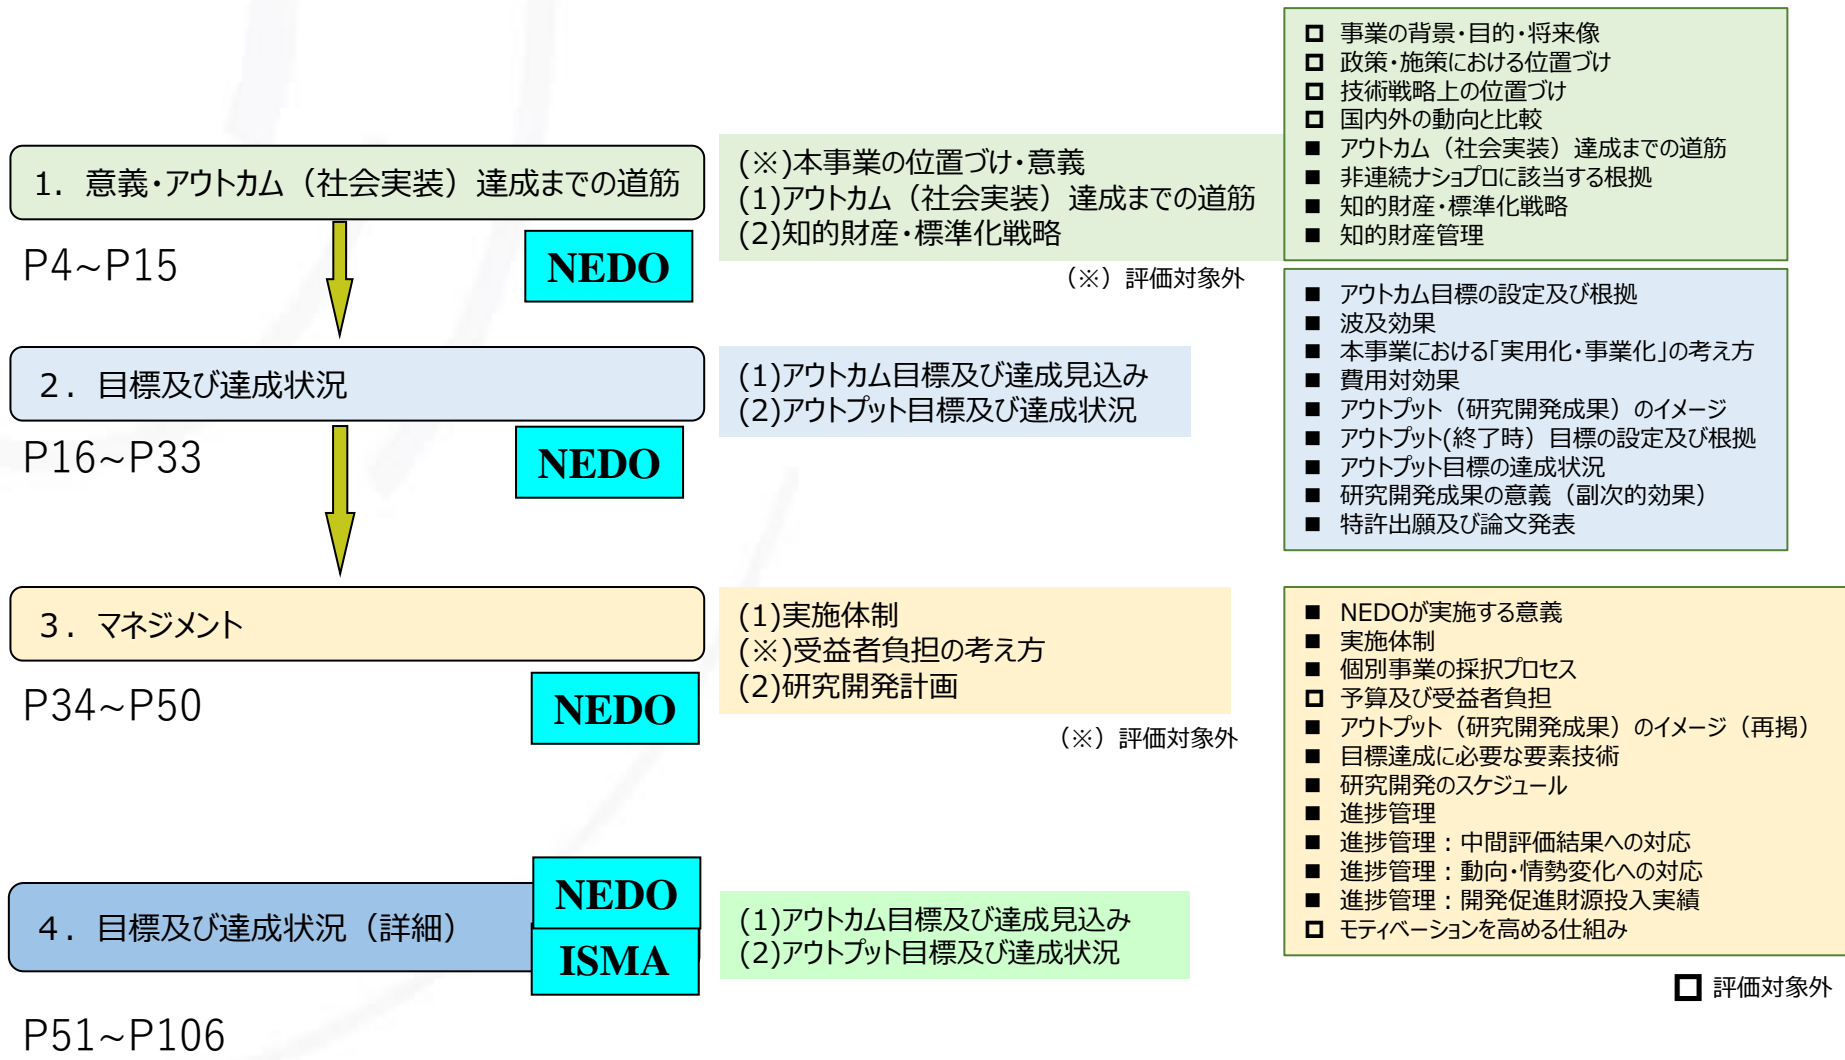 1. 意義・アウトカム（社会実装）達成までの道筋
P4~P15
NEDO
(※)本事業の位置づけ・意義
(1)アウトカム（社会実装）達成までの道筋
(2)知的財産・標準化戦略
（※）評価対象外
□ 事業の背景・目的・将来像
□ 政策・施策における位置づけ
□ 技術戦略上の位置づけ
□ 国内外の動向と比較
■ アウトカム（社会実装）達成までの道筋
■ 非連続ナショプロに該当する根拠
■ 知的財産・標準化戦略
■ 知的財産管理
2. 目標及び達成状況
P16~P33
NEDO
(1)アウトカム目標及び達成見込み
(2)アウトプット目標及び達成状況
■ アウトカム目標の設定及び根拠
■ 波及効果
■ 本事業における「実用化・事業化」の考え方
■ 費用対効果
■ アウトプット（研究開発成果）のイメージ
■ アウトプット(終了時）目標の設定及び根拠
■ アウトプット目標の達成状況
■ 研究開発成果の意義（副次的効果）
■ 特許出願及び論文発表
3. マネジメント
P34~P50
NEDO
(1)実施体制
(※)受益者負担の考え方
(2)研究開発計画
（※）評価対象外
■ NEDOが実施する意義
■ 実施体制
■ 個別事業の採択プロセス
□ 予算及び受益者負担
■ アウトプット（研究開発成果）のイメージ（再掲）
■ 目標達成に必要な要素技術
■ 研究開発のスケジュール
■ 進捗管理
■ 進捗管理：中間評価結果への対応
■ 進捗管理：動向・情勢変化への対応
■ 進捗管理：開発促進財源投入実績
□ モティベーションを高める仕組み
□ 評価対象外
4. 目標及び達成状況（詳細）
NEDO
ISMA
P51~P106
(1)アウトカム目標及び達成見込み
(2)アウトプット目標及び達成状況